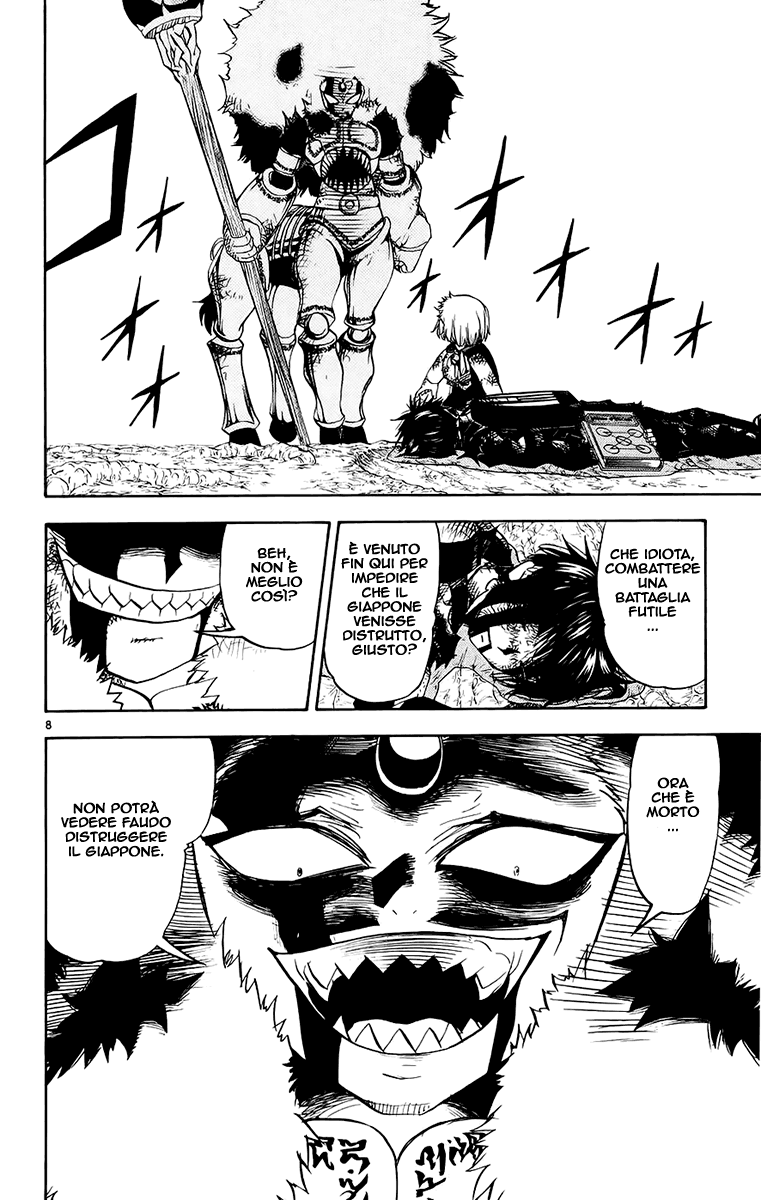 CHE IDIOTA,
COMBATTERE
UNA
BATTAGLIA
FUTILE
...
È VENUTO
FIN QUI PER
IMPEDIRE
CHE IL
GIAPPONE
VENISSE
DISTRUTTO,
GIUSTO?
BEH,
NON È
MEGLIO
COSÌ?
8
ORA
CHE È
MORTO
...
NON POTRÀ
VEDERE FAUDO
DISTRUGGERE
IL GIAPPONE.